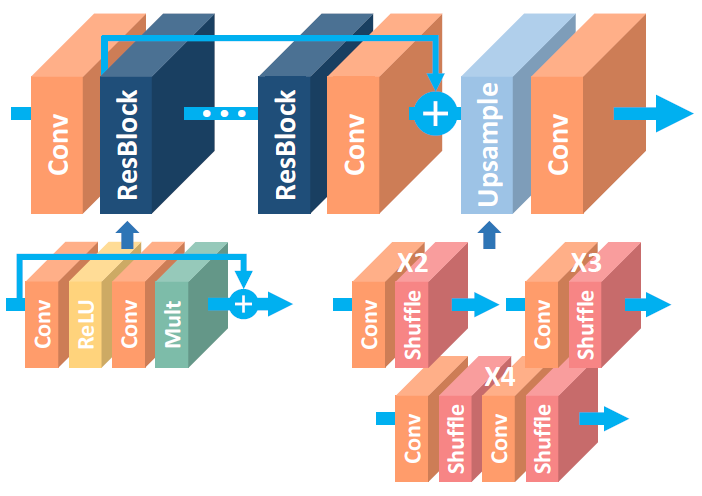 Conv
ResBlock
ResBlock
Conv
Upsample
Conv
Conv
ReLU
Conv
Mult
X2
Conv
Shuffle
X3
Conv
Shuffle
X4
Conv
Shuffle
Conv
Shuffle